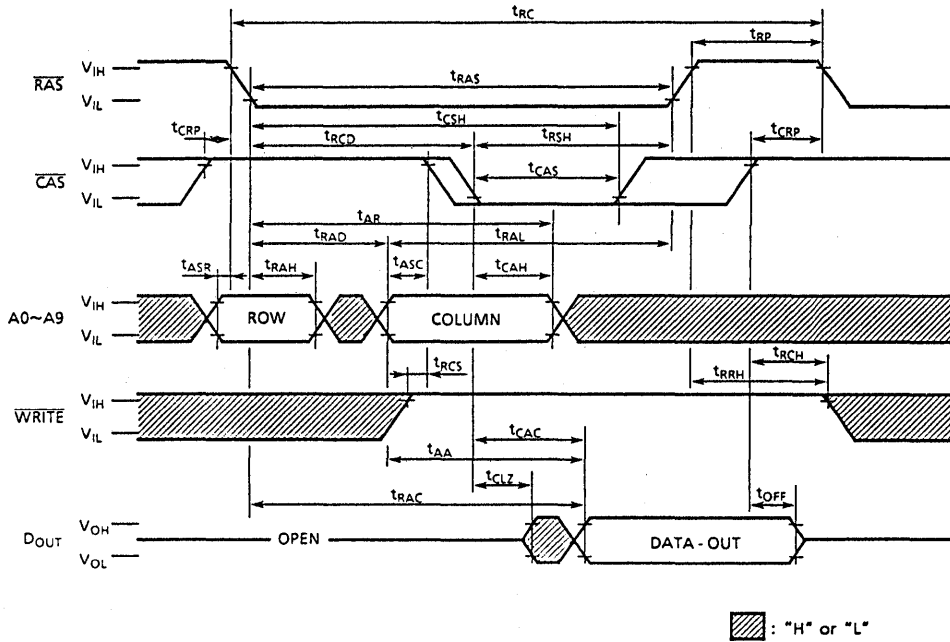 tRC
tRP
RAS
VIH
VIL
tRAS
tCSH
tCRP
tRCD
tRSH
tCRP
CAS
VIH
VIL
tCAS
tAR
tRAD
tRAL
tASR
tRAH
tASC
tCAH
A0~A9
VIH
VIL
ROW
COLUMN
tRCS
tRCH
tRRH
WRITE
VIH
VIL
tCAC
tAA
tCLZ
tRAC
tOFF
DOUT
VOH
VOL
OPEN
DATA - OUT
: "H" or "L"